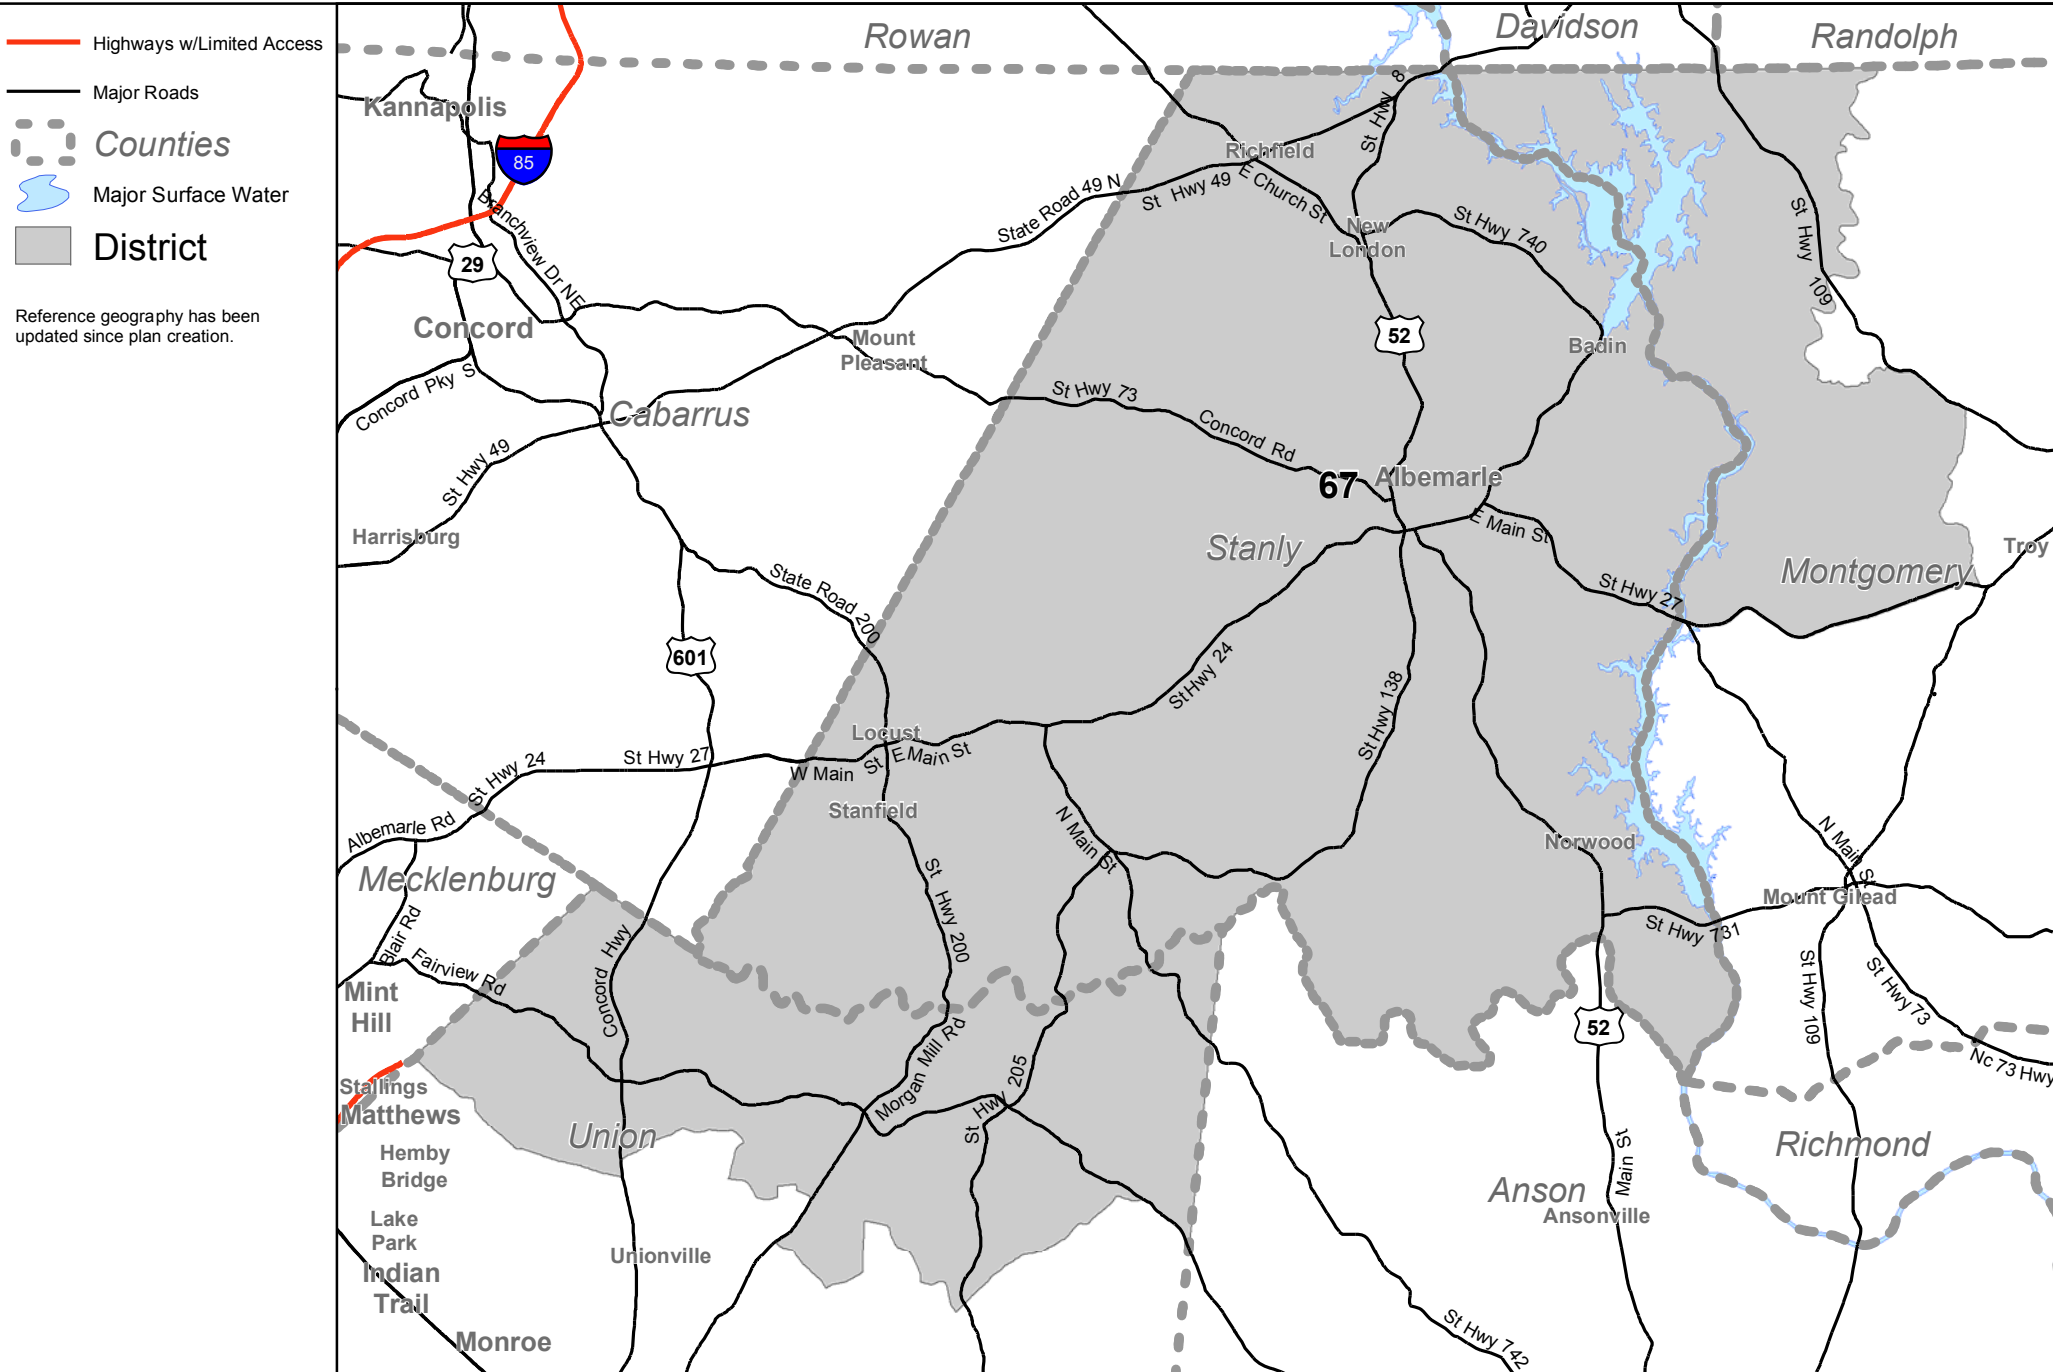 Highways w/Limited Access
Major Roads
Counties
Major Surface Water
District
Reference geography has been
updated since plan creation.
Rowan
Davidson
Randolph
Kannapolis
85
St Hwy 8
Richfield
Branchview Dr NE
State Road 49 N
St Hwy 49
E Church St
New
London
St Hwy 740
St Hwy 109
29
Concord
Mount
Pleasant
52
Badin
Concord Pky S
Cabarrus
St Hwy 73
Concord Rd
St Hwy 49
67
Albemarle
Harrisburg
E Main St
Stanly
Troy
Montgomery
State Road 200
St Hwy 27
601
St Hwy 24
St Hwy 138
Locust
St Hwy 24
St Hwy 27
W Main St
E Main St
Stanfield
Albemarle Rd
N Main St
Norwood
N Main St
Mecklenburg
Mount Gilead
St Hwy 200
Blair Rd
Fairview Rd
Concord Hwy
St Hwy 731
St Hwy 109
St Hwy 73
Mint
Hill
52
Nc 73 Hwy
Morgan Mill Rd
St Hwy 205
Stallings
Matthews
Union
Main St
Richmond
Hemby
Bridge
Anson
Ansonville
Lake
Park
Unionville
Indian
Trail
Monroe
St Hwy 742